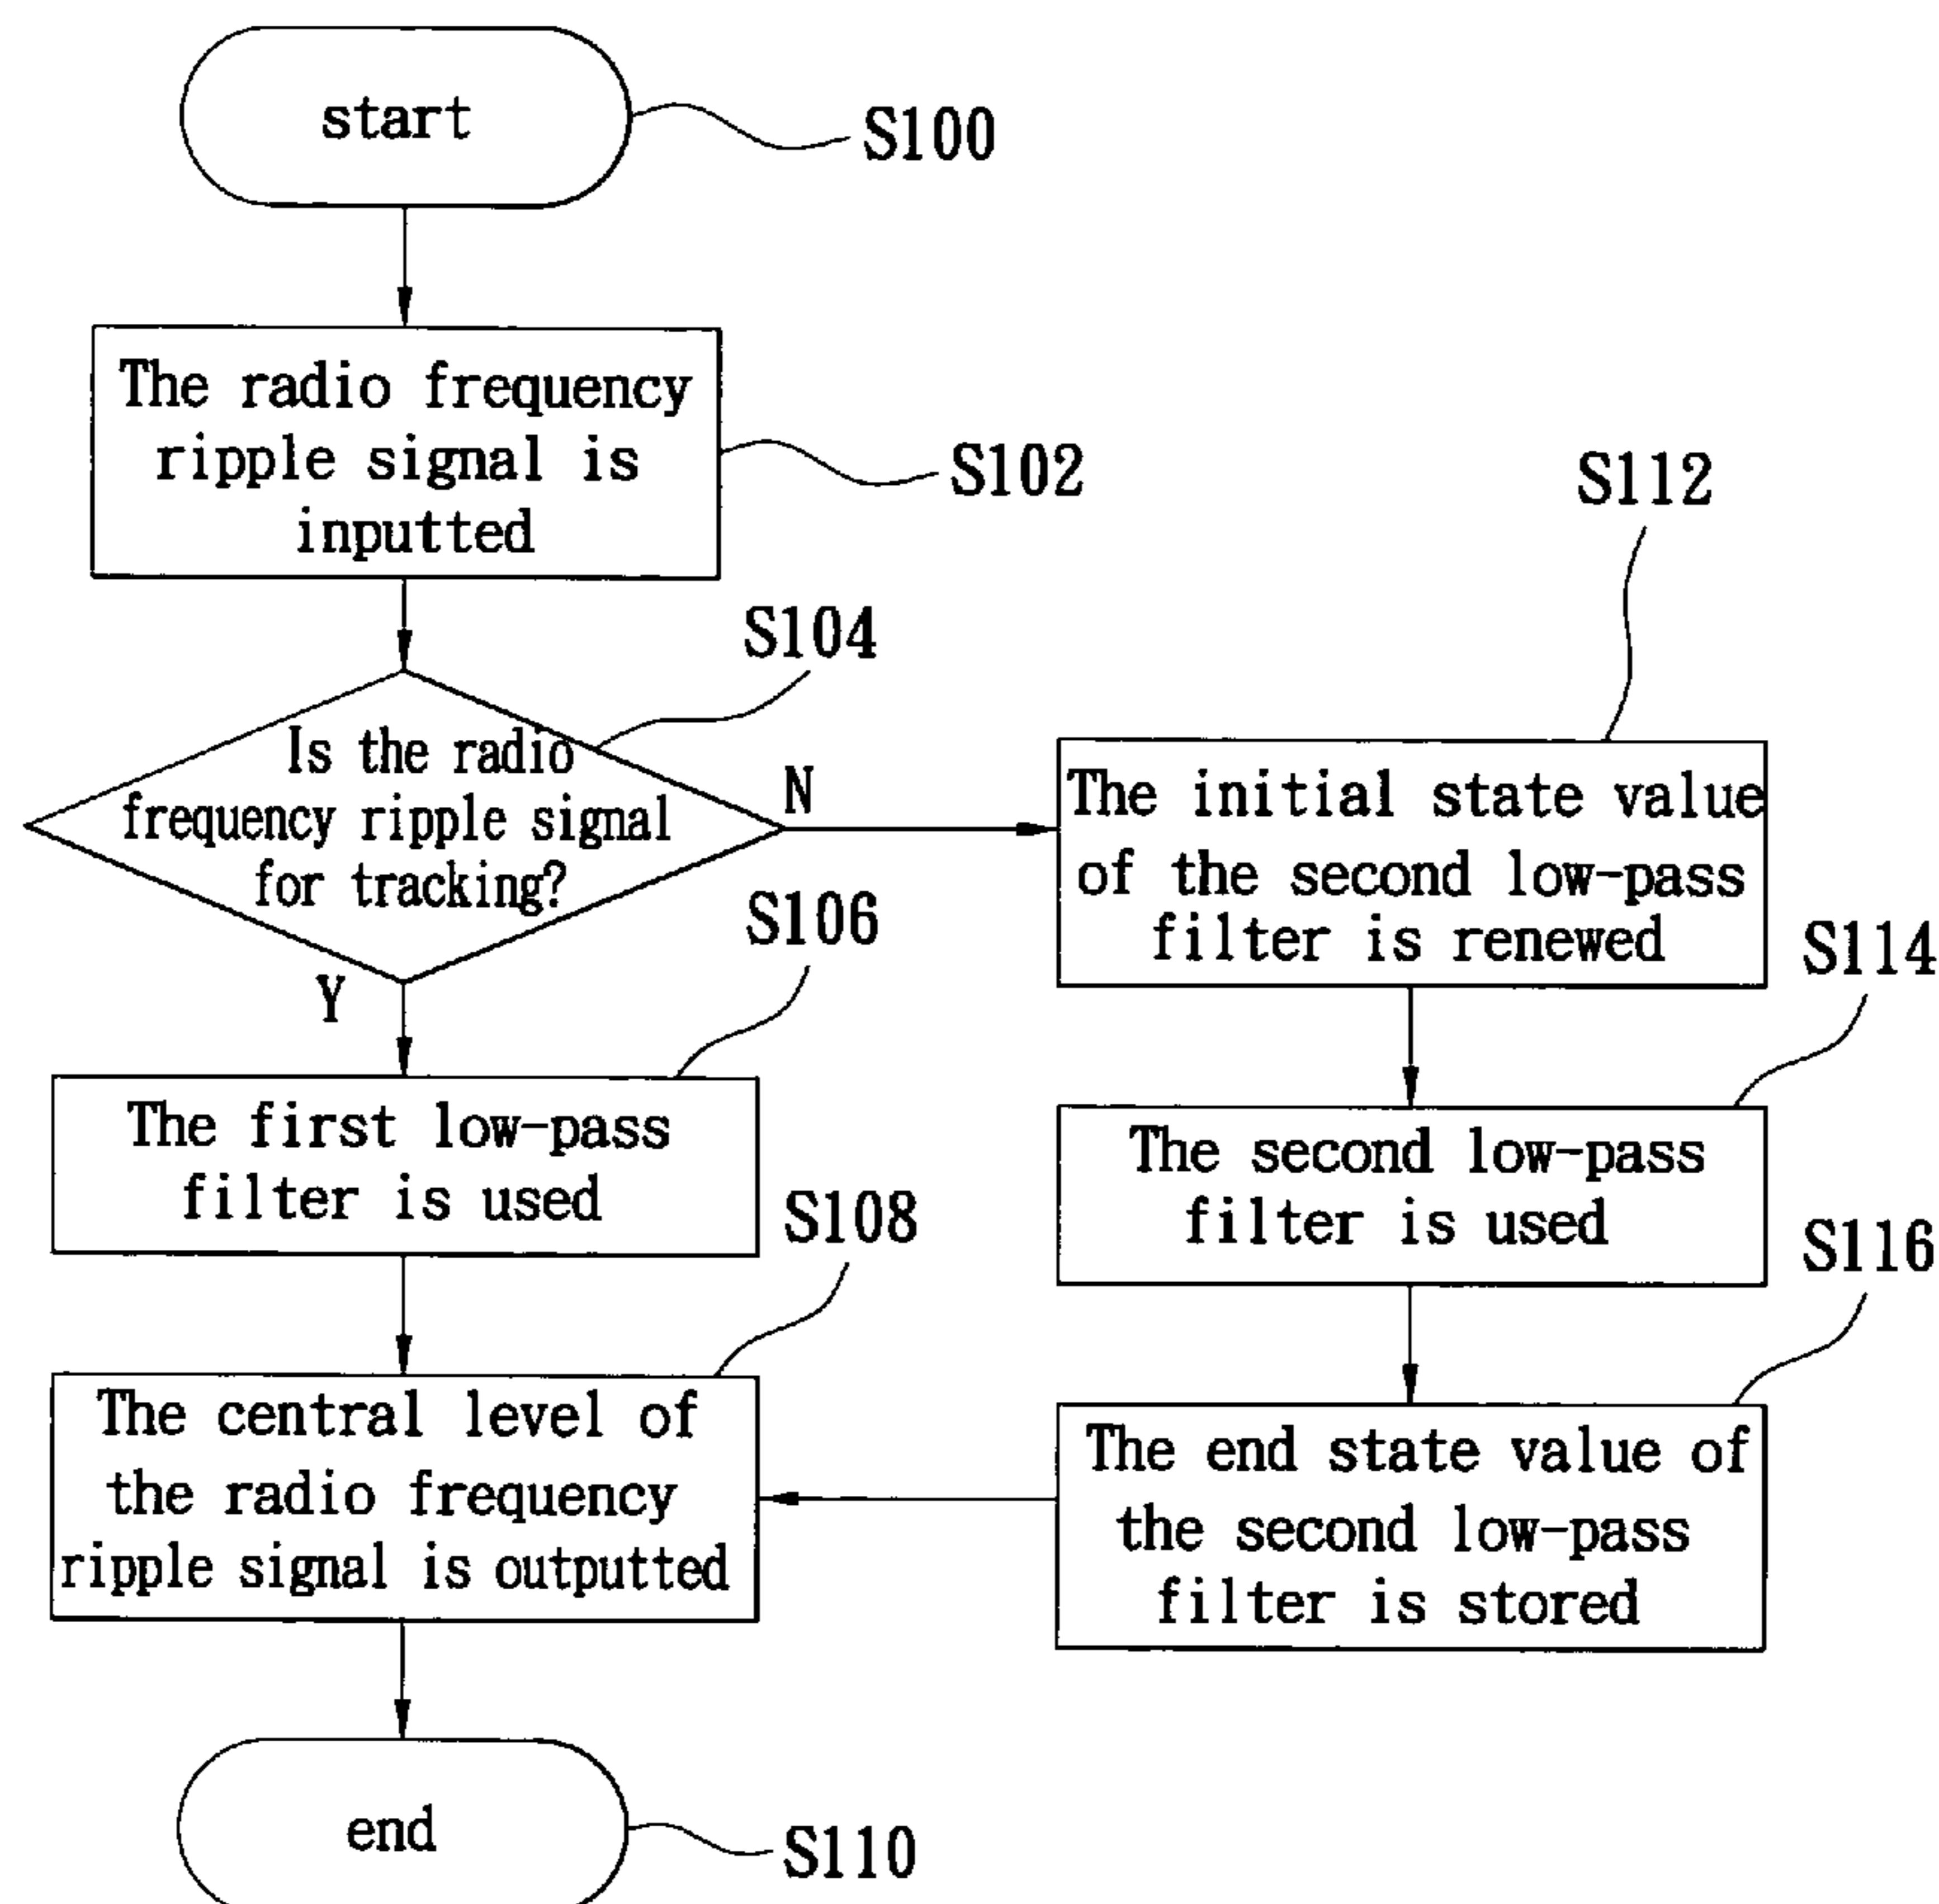 start
S100
The radio frequency
ripple signal is
inputted
S102
S104
Is the radio
frequency ripple signal
for tracking?
N
Y
S106
The first low-pass
filter is used
S108
The central level of
the radio frequency
ripple signal is outputted
end
S110
S112
The initial state value
of the second low-pass
filter is renewed
S114
The second low-pass
filter is used
S116
The end state value of
the second low-pass
filter is stored